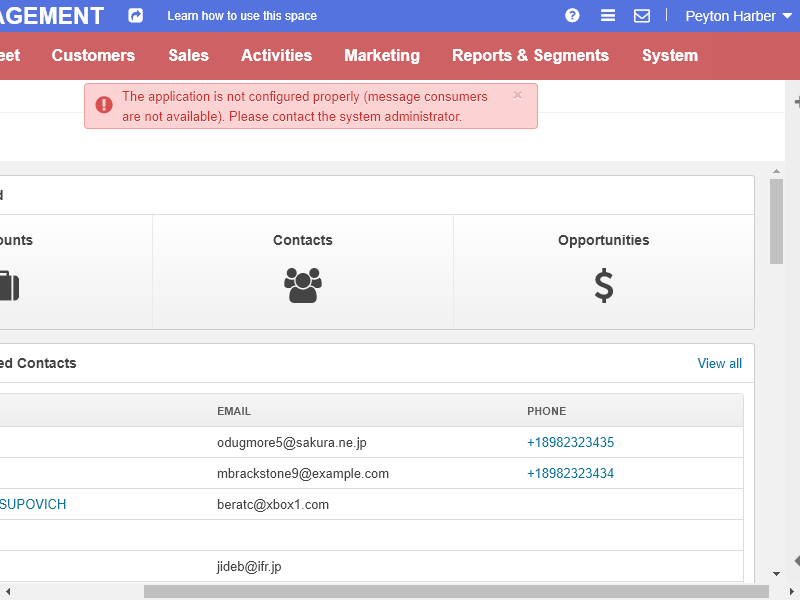 AGEMENT Learn how to use this space Peyton Harber
eet Customers Sales Activities Marketing Reports & Segments System
The application is not configured properly (message consumers
are not available). Please contact the system administrator.
×
d
ounts Contacts Opportunities
ed Contacts View all
EMAIL PHONE
odugmore5@sakura.ne.jp +18982323435
mbrackstone9@example.com +18982323434
SUPOVICH beratc@xbox1.com
jideb@ifr.jp